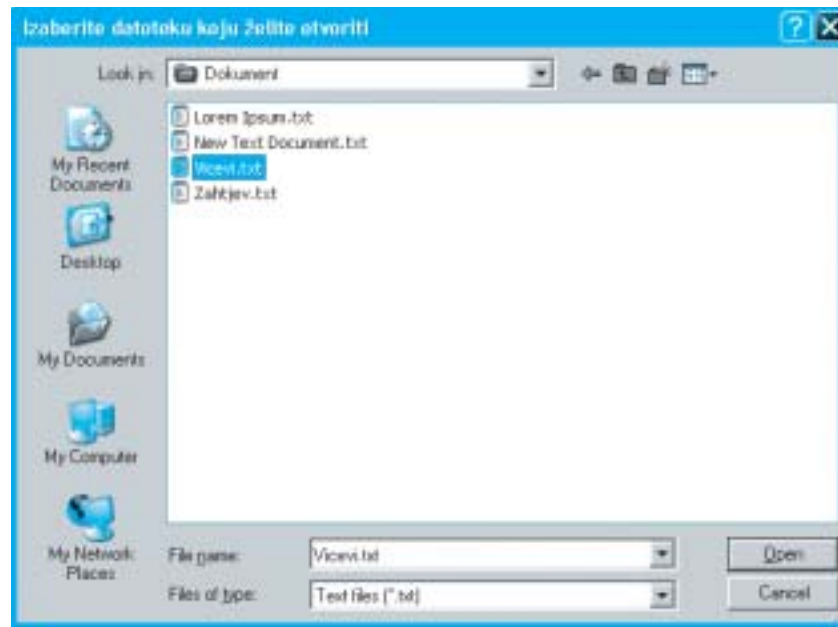 Izaberite datoteku koju želite otvoriti
Look in:
Dokument
Lorem Ipsum.txt
New Text Document.txt
Vicevi.txt
Zahtjev.txt
My Recent
Documents
Desktop
My Documents
My Computer
My Network
Places
File name:
Vicevi.txt
Open
Files of type:
Text files (*.txt)
Cancel